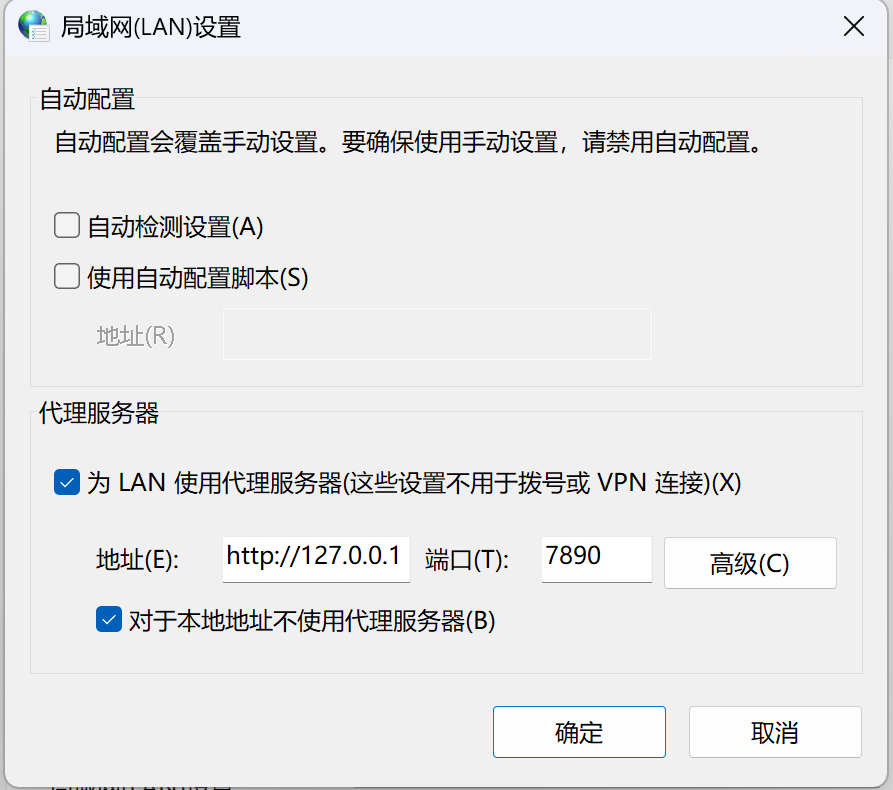 局域网(LAN)设置
自动配置
自动配置会覆盖手动设置。要确保使用手动设置，请禁用自动配置。
自动检测设置(A)
使用自动配置脚本(S)
地址(R)
代理服务器
为 LAN 使用代理服务器(这些设置不用于拨号或 VPN 连接)(X)
地址(E): http://127.0.0.1 端口(T): 7890 高级(C)
对于本地地址不使用代理服务器(B)
确定 取消